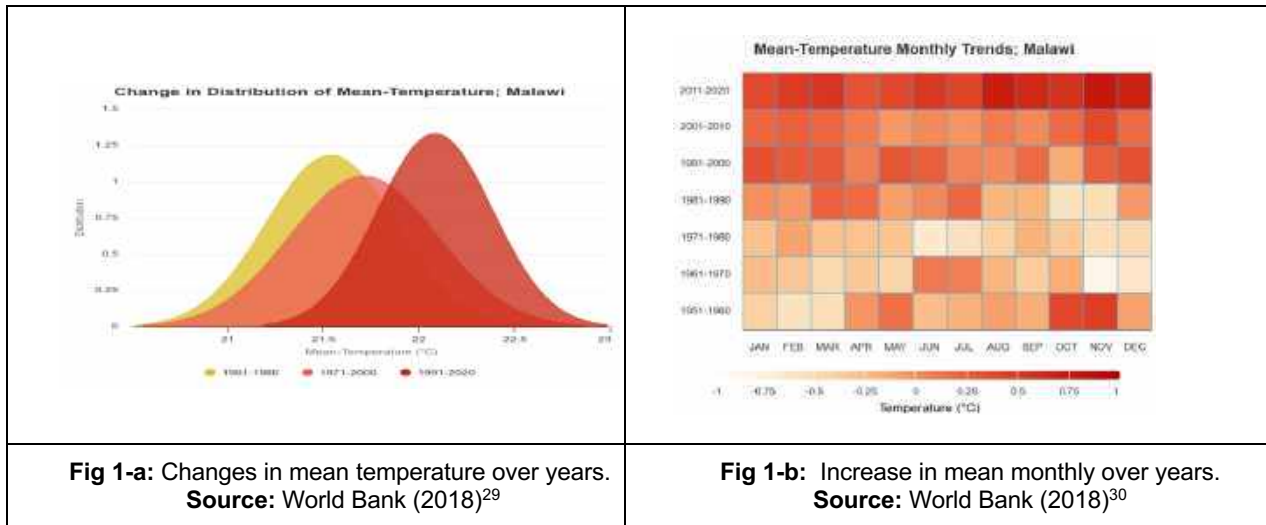 Change in Distribution of Mean-Temperature; Malawi
1.5
1.25
1
0.75
0.5
0.25
0
Distribution
21
21.5
22
22.5
23
Mean-Temperature (°C)
1951-1980
1971-2000
1991-2020
Fig 1-a: Changes in mean temperature over years.
Source: World Bank (2018)29
Mean-Temperature Monthly Trends; Malawi
2011-2020
2001-2010
1991-2000
1981-1990
1971-1980
1961-1970
1951-1960
JAN FEB MAR APR MAY JUN JUL AUG SEP OCT NOV DEC
-1 -0.75 -0.5 -0.25 0 0.25 0.5 0.75 1
Temperature (°C)
Fig 1-b: Increase in mean monthly over years.
Source: World Bank (2018)30